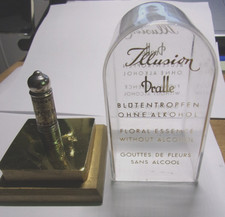 Illusion
Dralle
BLÜTENTROPFEN
OHNE ALKOHOL
FLORAL ESSENCE
WITHOUT ALCOHOL
GOUTTES DE FLEURS
SANS ALCOOL